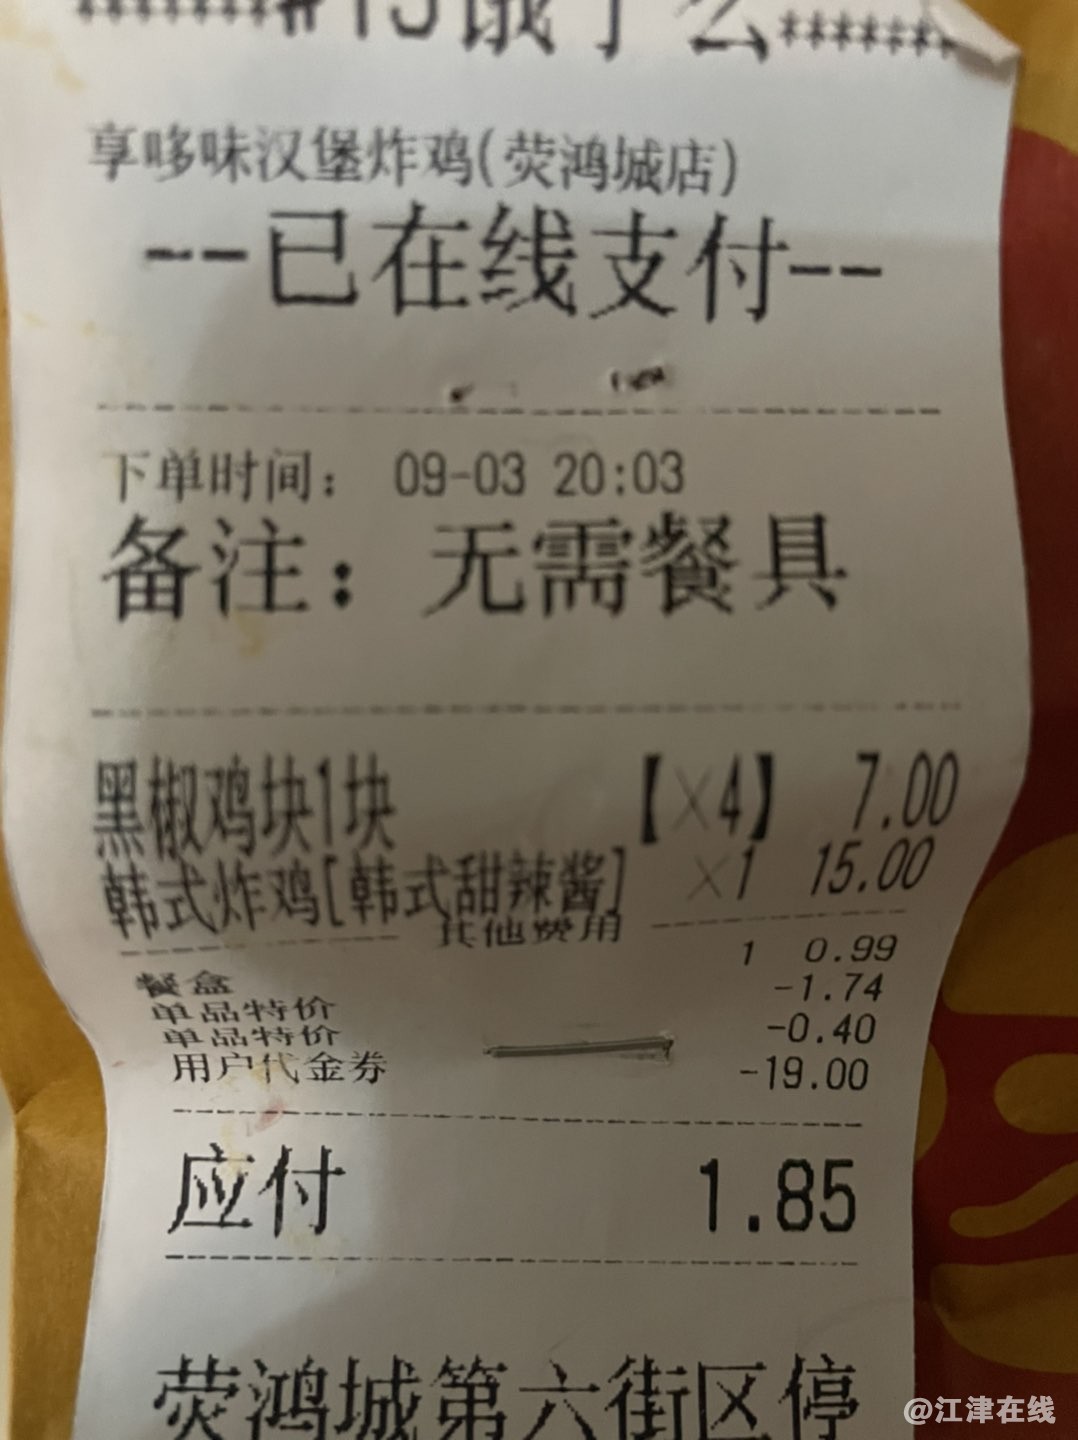 #15饿了么********
享哆味汉堡炸鸡(荧鸿城店)
--已在线支付--
下单时间： 09-03 20:03
备注：无需餐具
黑椒鸡块1块 【×4】 7.00
韩式炸鸡[韩式甜辣酱] ×1 15.00
其他费用
餐盒 1 0.99
单品特价 -1.74
单品特价 -0.40
用户代金券 -19.00
应付 1.85
荧鸿城第六街区停
@江津在线